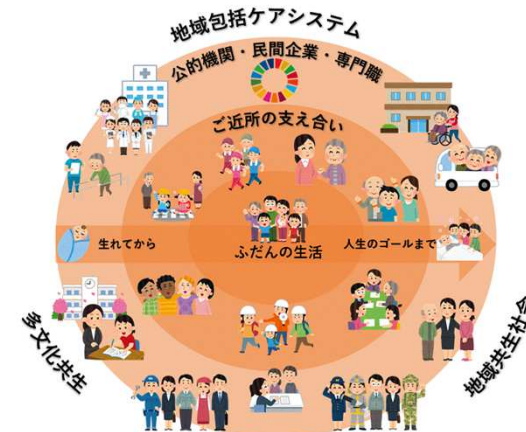 地域包括ケアシステム
公的機関・民間企業・専門職
ご近所の支え合い
生れてから
ふだんの生活
人生のゴールまで
多文化共生
地域共生社会